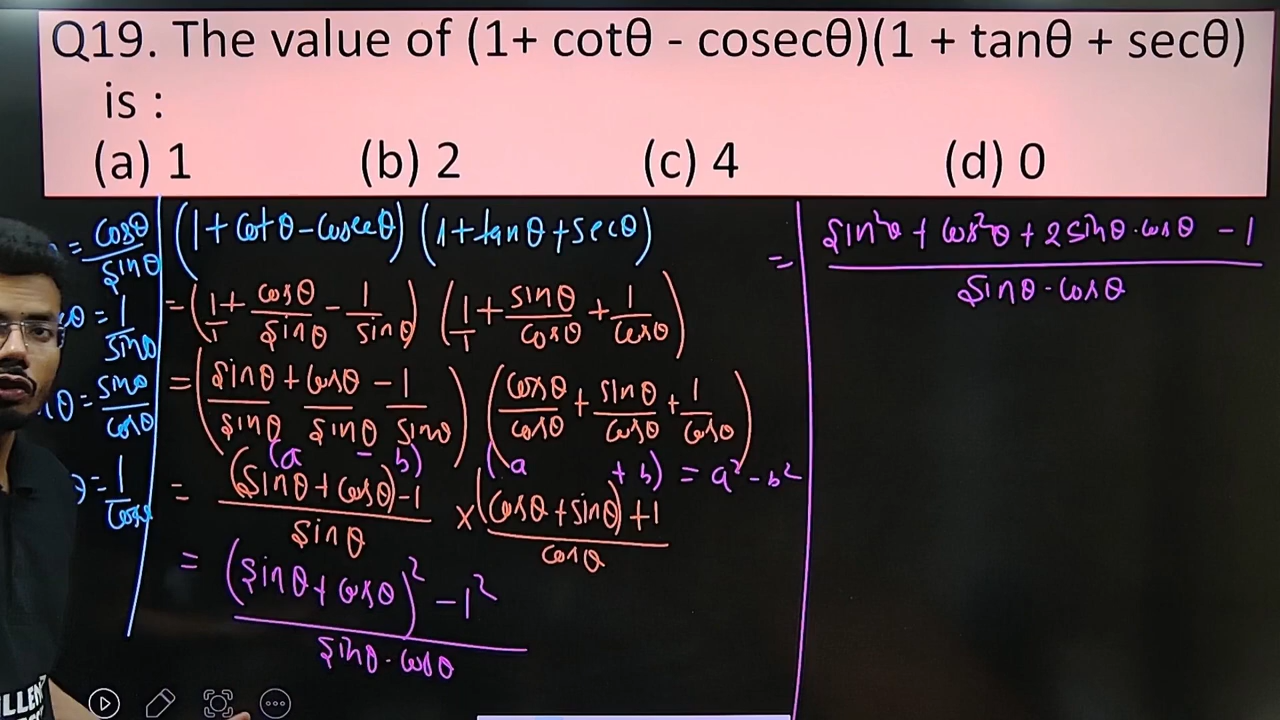 Q19. The value of (1+ cotθ - cosecθ)(1 + tanθ + secθ)
is :
(a) 1 (b) 2 (c) 4 (d) 0
= cosθ/sinθ
θ = 1/sinθ
θ = sinθ/cosθ
= 1/cosθ
(1+cotθ-cosecθ) (1+tanθ+secθ)
= (1/1 + cosθ/sinθ - 1/sinθ) (1/1 + sinθ/cosθ + 1/cosθ)
= (sinθ/sinθ + cosθ/sinθ - 1/sinθ) (cosθ/cosθ + sinθ/cosθ + 1/cosθ)
(a - b) (a + b) = a²-b²
= (sinθ+cosθ)-1/sinθ × (cosθ+sinθ)+1/cosθ
= (sinθ+cosθ)² -1²/sinθ·cosθ
= sin²θ + cos²θ + 2sinθ·cosθ - 1/sinθ·cosθ